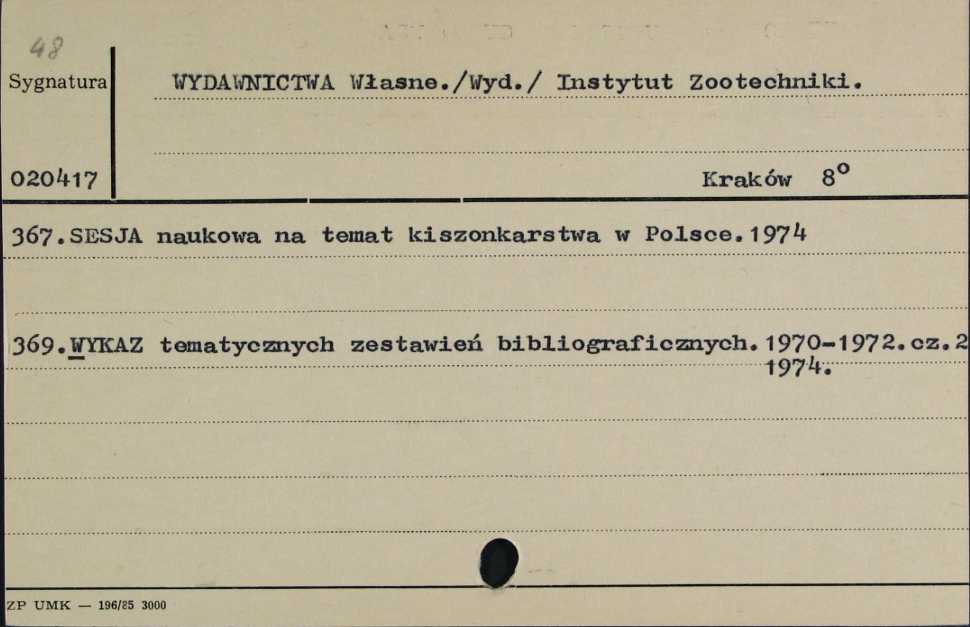 48
Sygnatura
WYDAWNICTWA Własne./Wyd./ Instytut Zootechniki.
020417
Kraków 8º
367.SESJA naukowa na temat kiszonkarstwa w Polsce.1974
369.WYKAZ tematycznych zestawień bibliograficznych.1970-1972.cz.2
1974.
ZP UMK — 196/85 3000